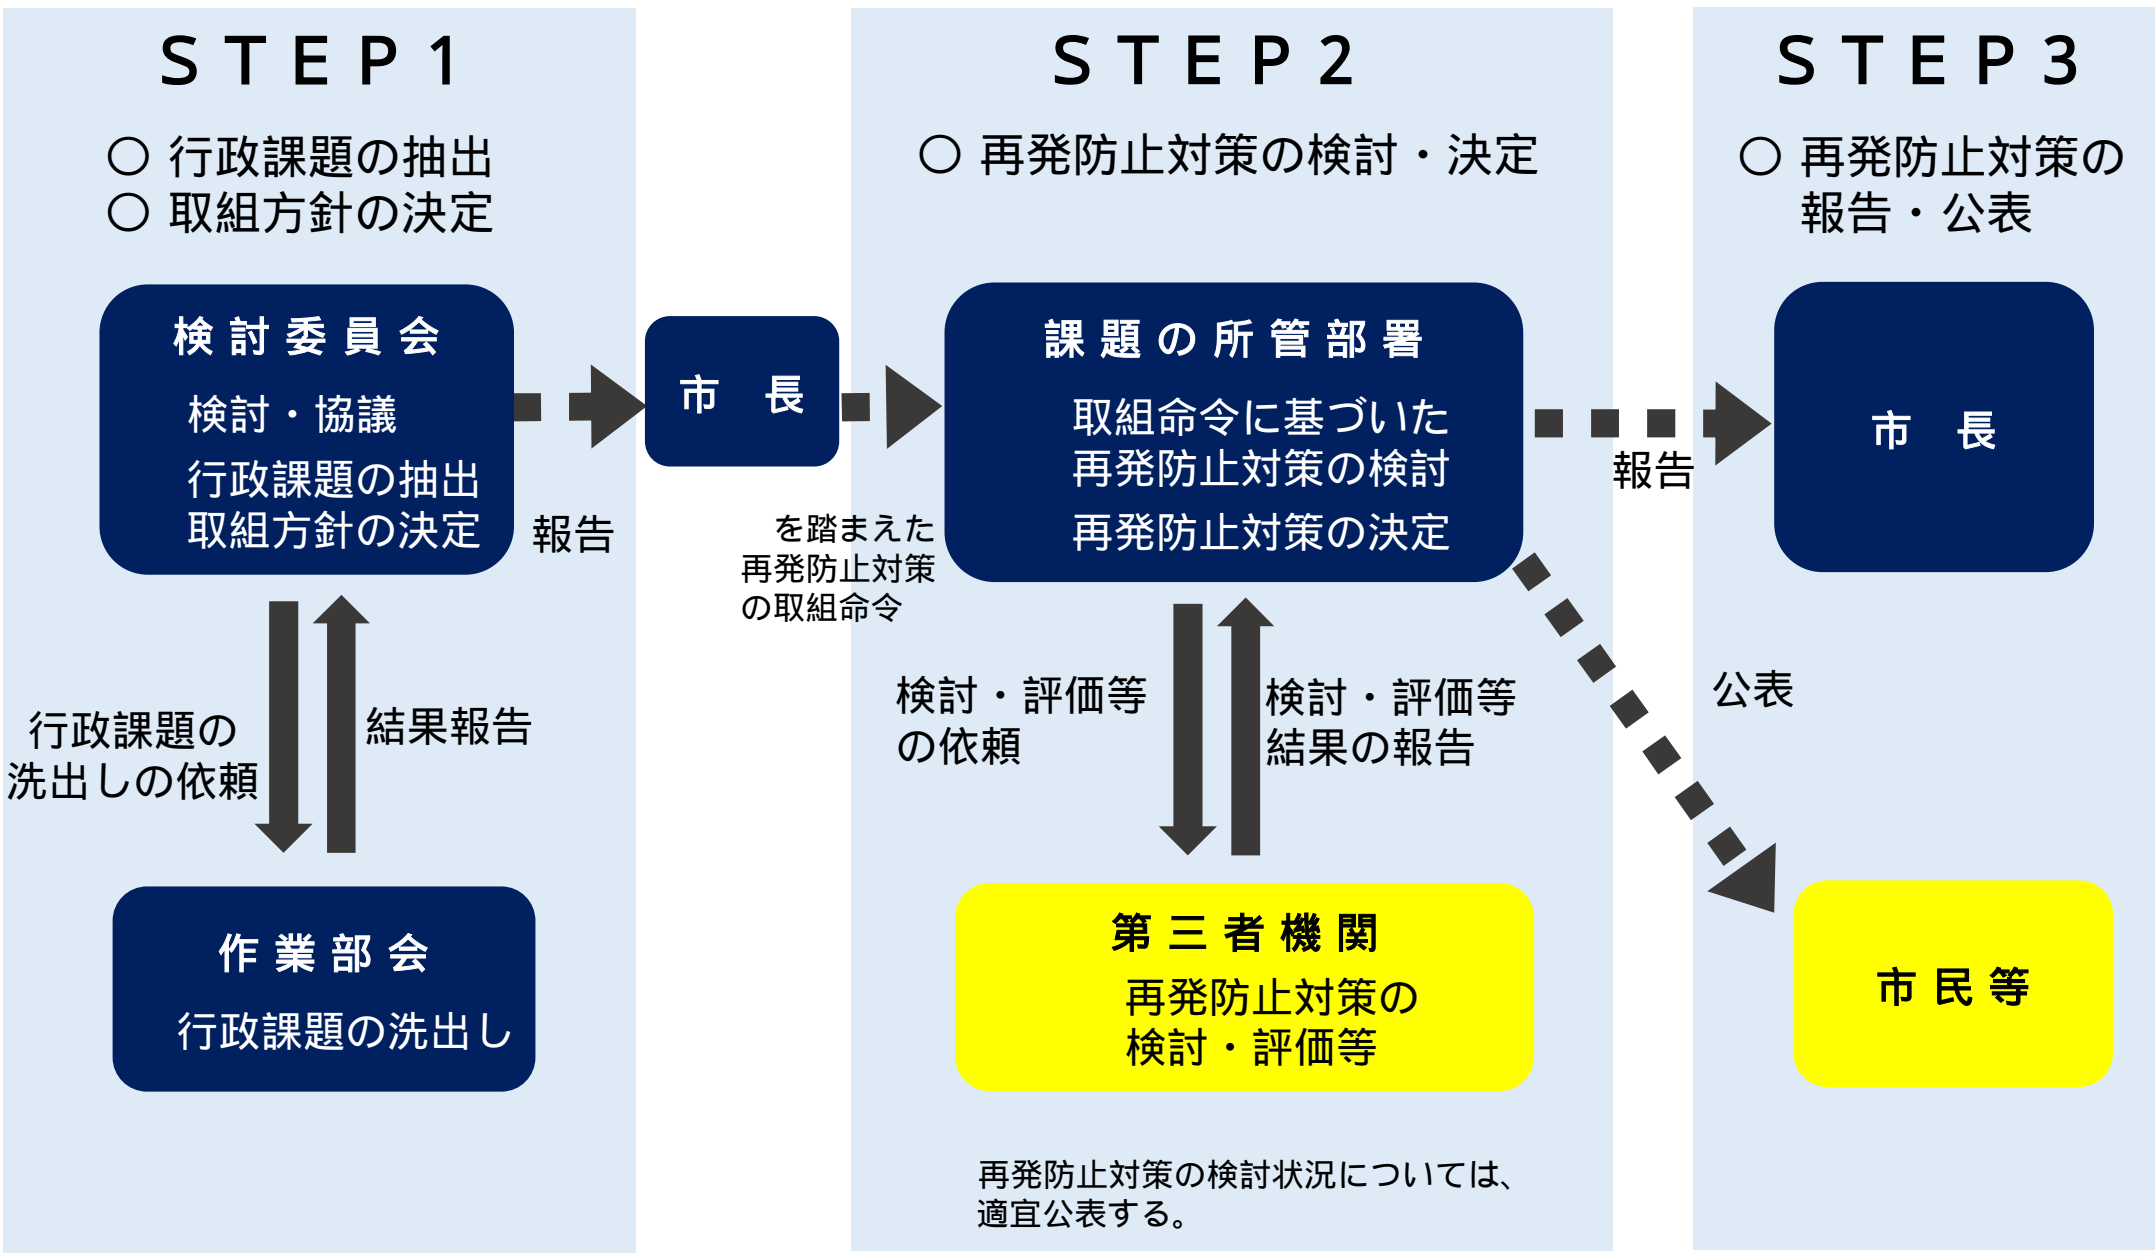 ＳＴＥＰ１
○ 行政課題の抽出
○ 取組方針の決定
検討委員会
検討・協議
行政課題の抽出
取組方針の決定
報告
行政課題の
洗出しの依頼
結果報告
作業部会
行政課題の洗出し
市　長
を踏まえた
再発防止対策
の取組命令
ＳＴＥＰ２
○ 再発防止対策の検討・決定
課題の所管部署
取組命令に基づいた
再発防止対策の検討
再発防止対策の決定
検討・評価等
の依頼
検討・評価等
結果の報告
第三者機関
再発防止対策の
検討・評価等
再発防止対策の検討状況については、
適宜公表する。
ＳＴＥＰ３
○ 再発防止対策の
報告・公表
報告
市　長
公表
市民等